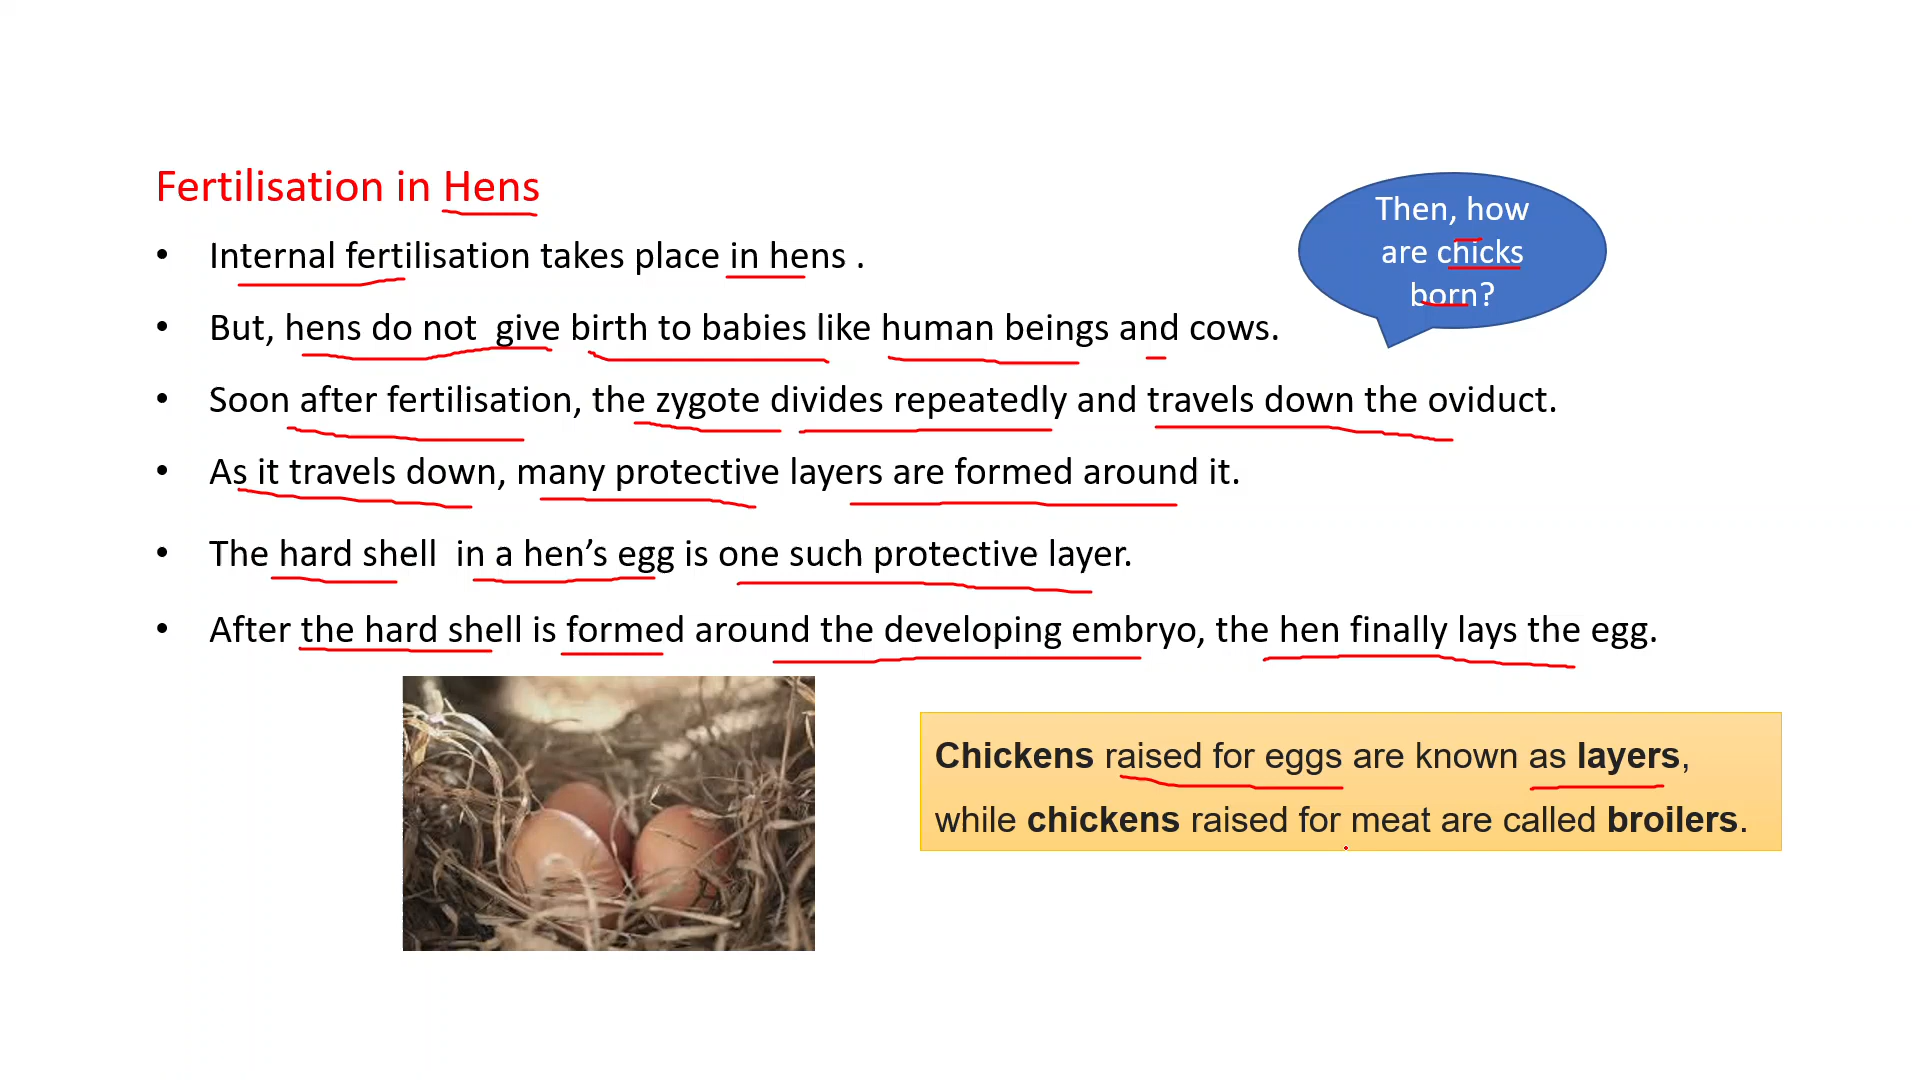 Fertilisation in Hens
Then, how
are chicks
born?
• Internal fertilisation takes place in hens .
• But, hens do not give birth to babies like human beings and cows.
• Soon after fertilisation, the zygote divides repeatedly and travels down the oviduct.
• As it travels down, many protective layers are formed around it.
• The hard shell in a hen’s egg is one such protective layer.
• After the hard shell is formed around the developing embryo, the hen finally lays the egg.
Chickens raised for eggs are known as layers,
while chickens raised for meat are called broilers.